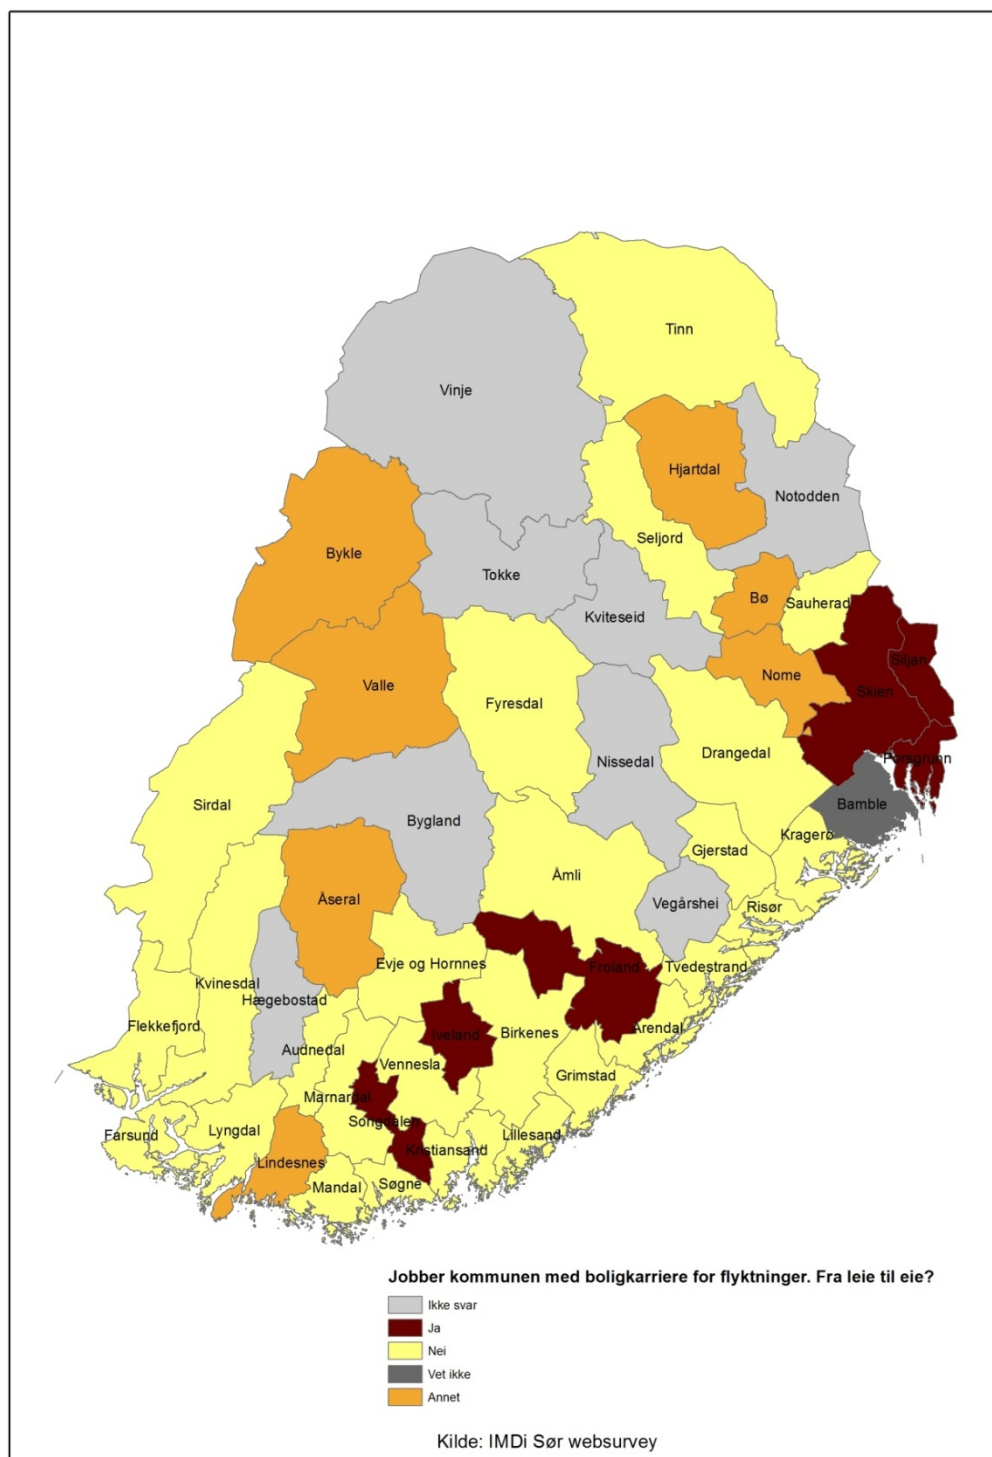 Tinn
Vinje
Hjartdal
Notodden
Seljord
Bykle
Tokke
Bø
Sauherad
Kviteseid
Siljan
Nome
Skien
Valle
Fyresdal
Drangedal
Porsgrunn
Nissedal
Sirdal
Bamble
Bygland
Kragerø
Gjerstad
Åmli
Åseral
Vegårshei
Risør
Evje og Hornnes
Froland
Tvedestrand
Kvinesdal
Hægebostad
Flekkefjord
Arendal
Iveland
Birkenes
Audnedal
Vennesla
Grimstad
Marnardal
Songdalen
Farsund
Lyngdal
Lillesand
Kristiansand
Lindesnes
Søgne
Mandal
Jobber kommunen med boligkarriere for flyktninger. Fra leie til eie?
Ikke svar
Ja
Nei
Vet ikke
Annet
Kilde: IMDi Sør websurvey